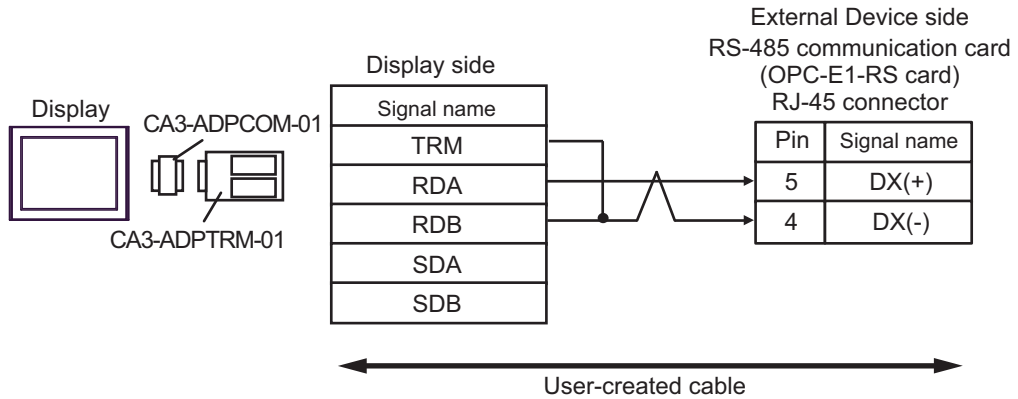 External Device side
RS-485 communication card
(OPC-E1-RS card)
RJ-45 connector
Display side
Display
CA3-ADPCOM-01
CA3-ADPTRM-01
Signal name
TRM
RDA
RDB
SDA
SDB
Pin Signal name
5 DX(+)
4 DX(-)
User-created cable